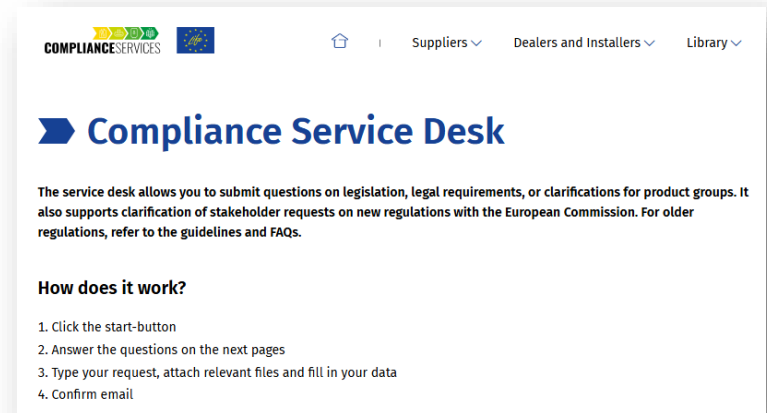 COMPLIANCESERVICES
life
Suppliers
Dealers and Installers
Library
Compliance Service Desk
The service desk allows you to submit questions on legislation, legal requirements, or clarifications for product groups. It
also supports clarification of stakeholder requests on new regulations with the European Commission. For older
regulations, refer to the guidelines and FAQs.
How does it work?
1. Click the start-button
2. Answer the questions on the next pages
3. Type your request, attach relevant files and fill in your data
4. Confirm email